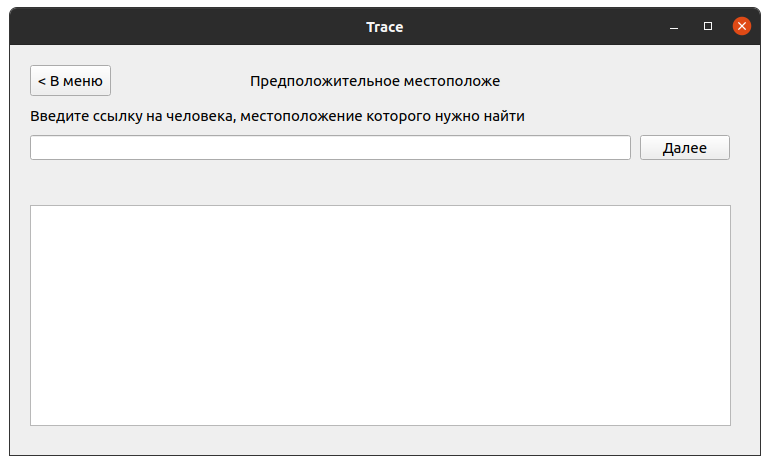 Trace
< В меню
Предположительное местоположе
Введите ссылку на человека, местоположение которого нужно найти
Далее